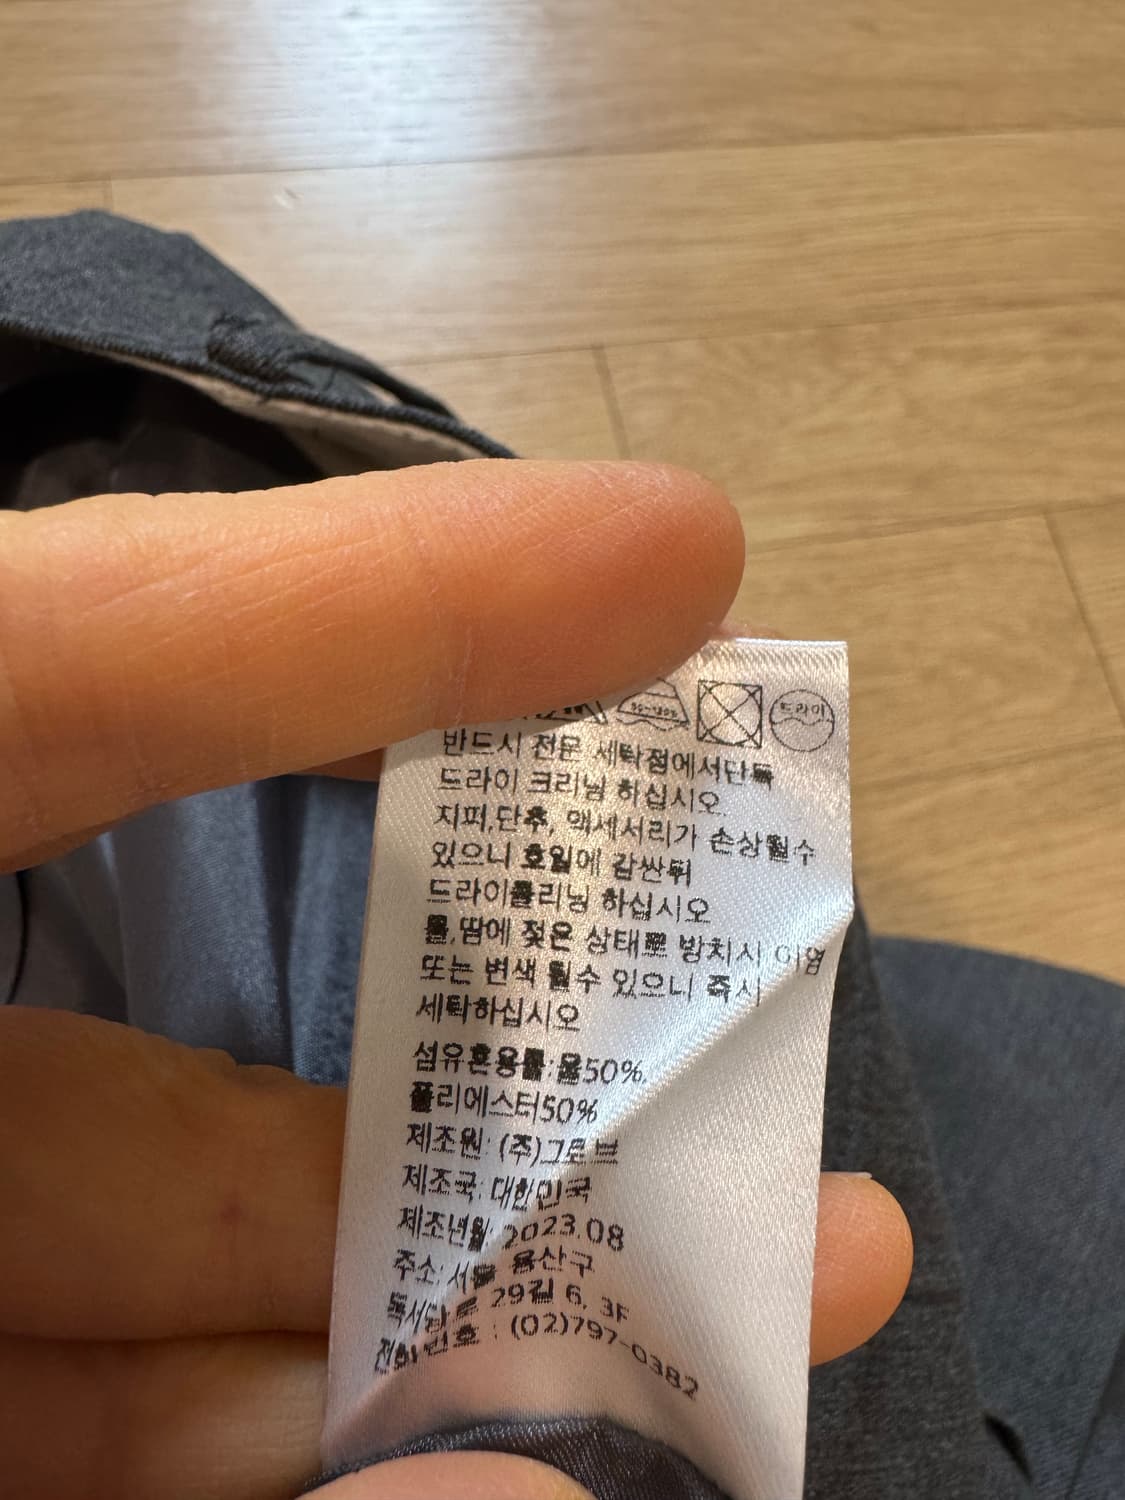 드라이
반드시 전문 세탁점에서단독
드라이 크리닝 하십시오.
지퍼,단추, 액세서리가 손상될수
있으니 호일에 감싼뒤
드라이클리닝 하십시오
물,땀에 젖은 상태로 방치시 이염
또는 변색 될수 있으니 즉시
세탁하십시오
섬유혼용률:울50%,
폴리에스터50%
제조원: (주)그로브
제조국: 대한민국
제조년월: 2023.08
주소: 서울 용산구
독서당로 29길 6, 3F
전화번호 : (02)797-0382